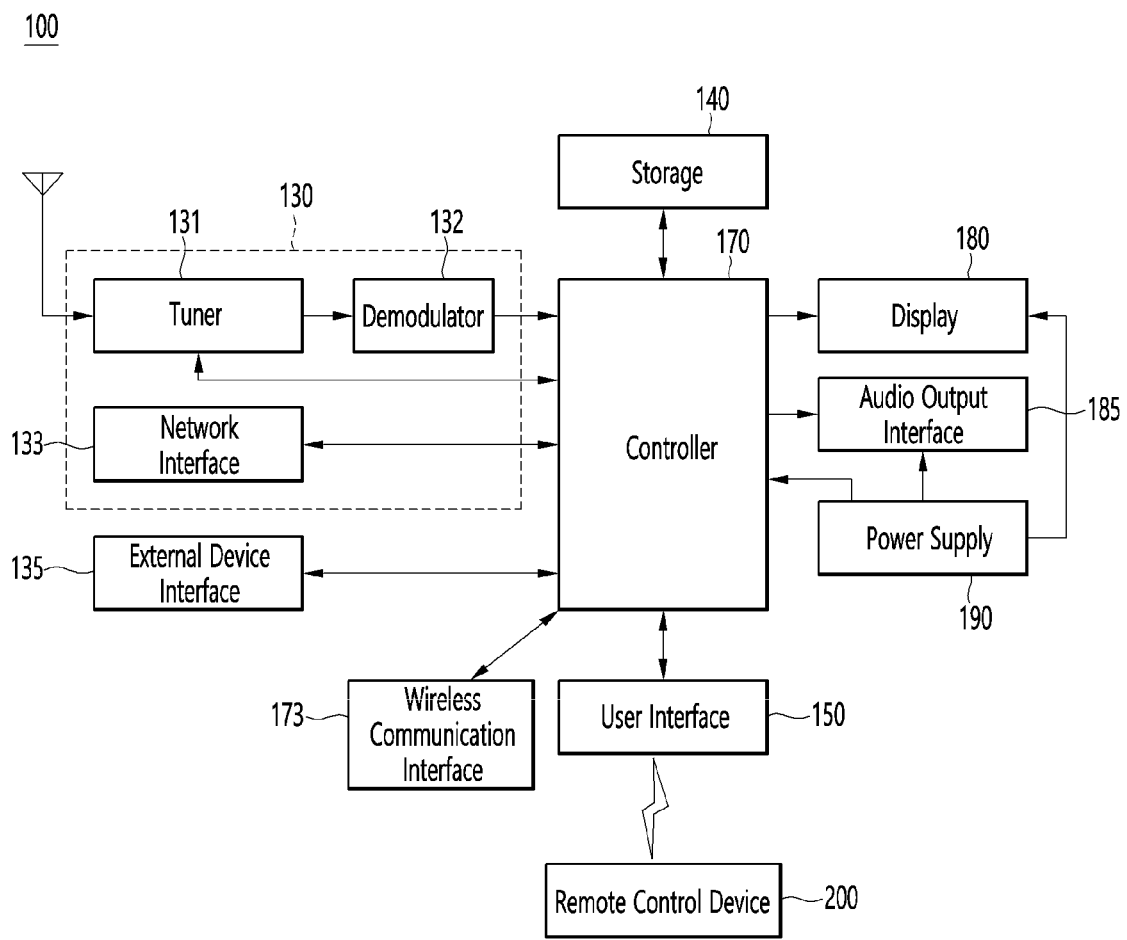 100
140
Storage
130
131
132
170
180
Tuner
Demodulator
Display
Network
Interface
133
Controller
Audio Output
Interface
185
External Device
Interface
135
Power Supply
190
Wireless
Communication
Interface
173
User Interface
150
Remote Control Device
200